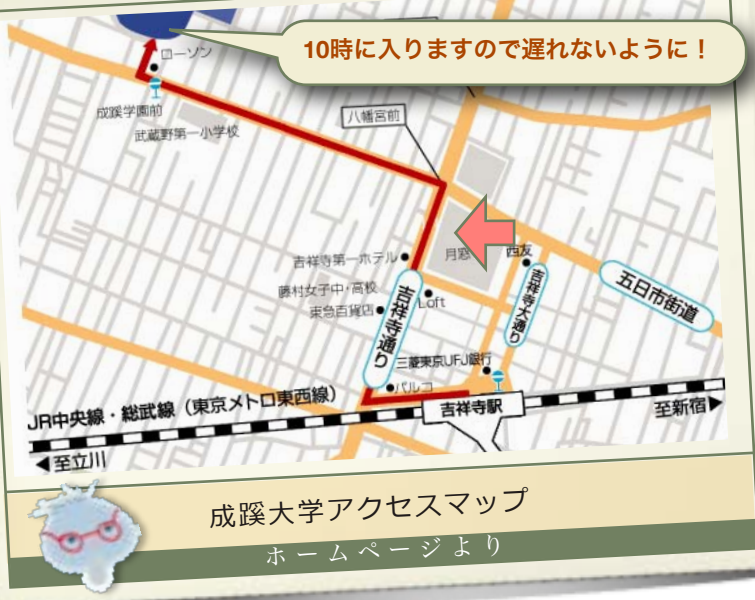 10時に入りますので遅れないように！
ローソン
成蹊学園前
武蔵野第一小学校
八幡宮前
月窓
西友
吉祥寺第一ホテル
藤村女子中・高校
東急百貨店
Loft
吉祥寺通り
吉祥寺大通り
五日市街道
三菱東京UFJ銀行
パルコ
JR中央線・総武線（東京メトロ東西線）
吉祥寺駅
至新宿▶
◀至立川
成蹊大学アクセスマップ
ホームページより